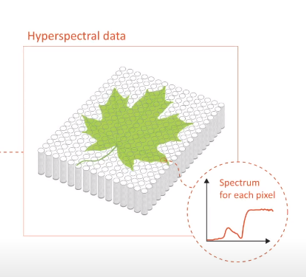 Hyperspectral data
Spectrum
for each pixel